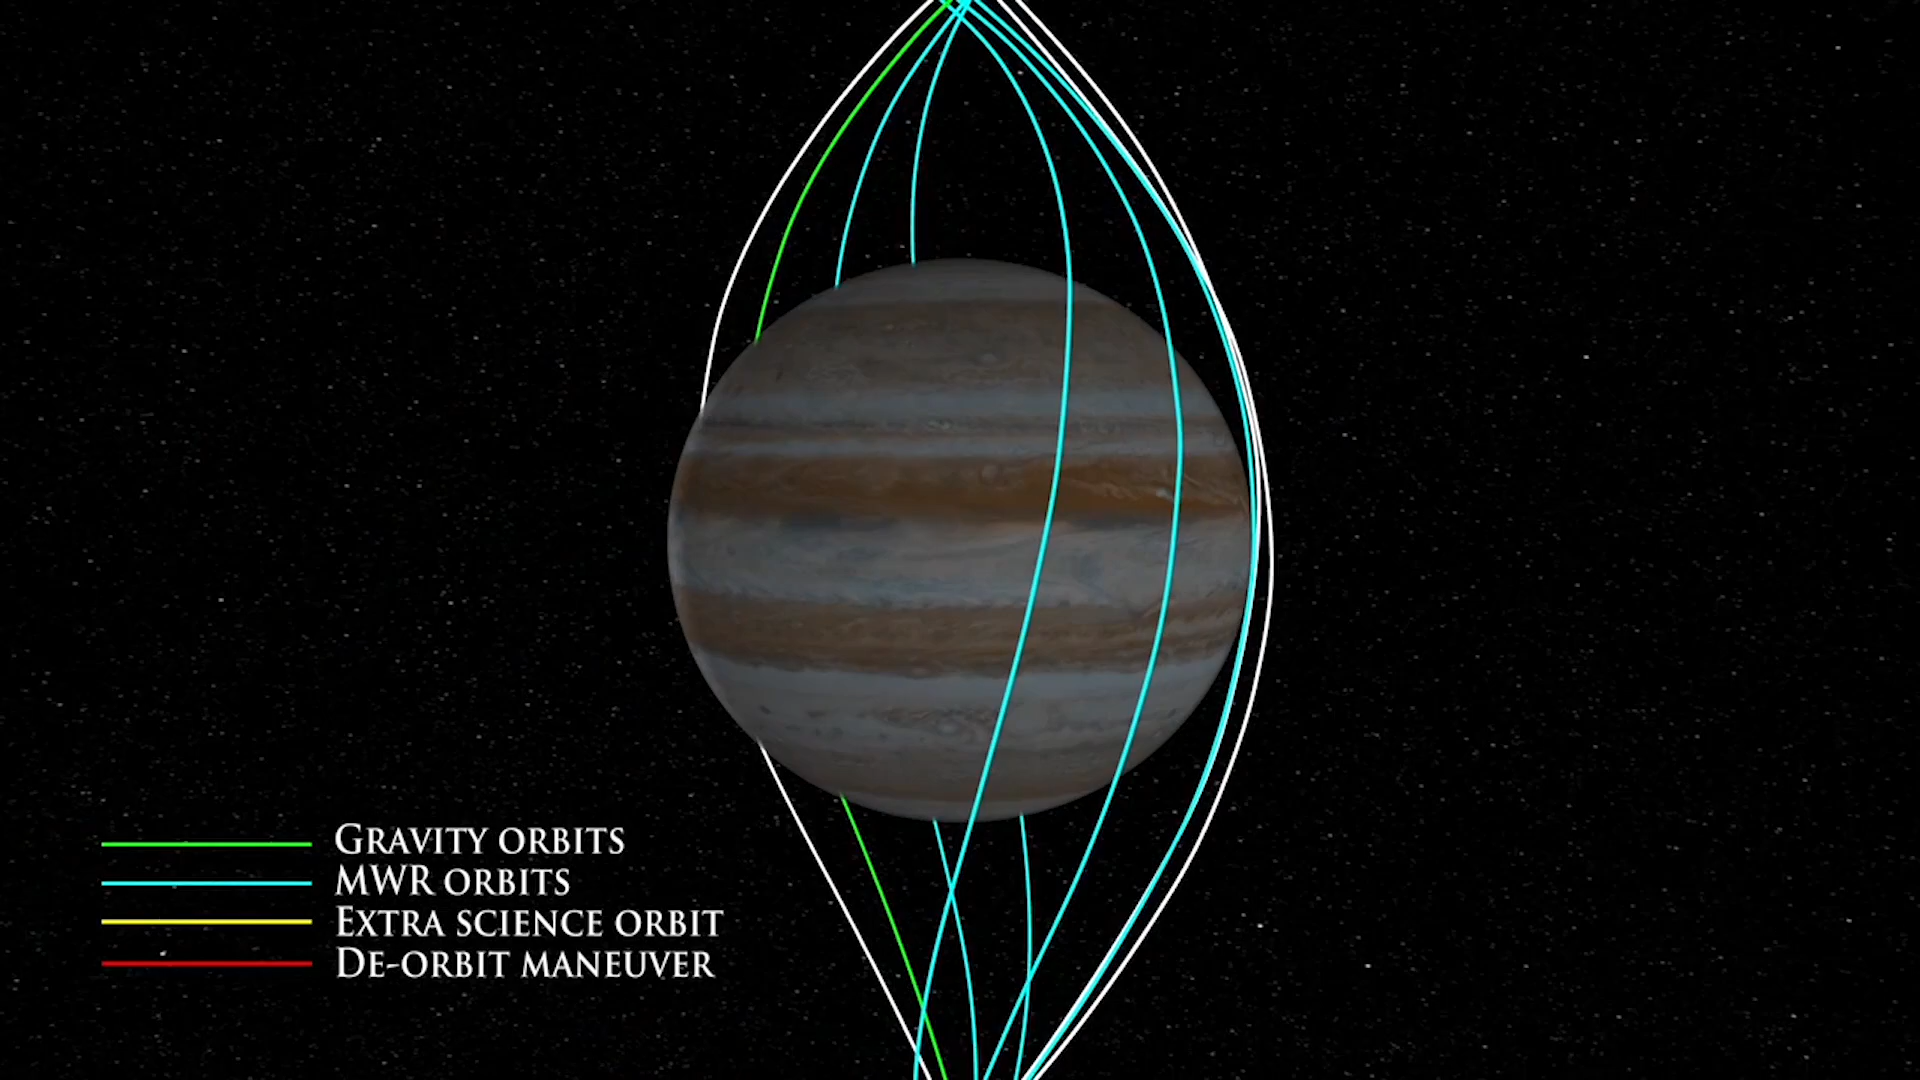 Gravity orbits
MWR orbits
Extra science orbit
De-orbit maneuver